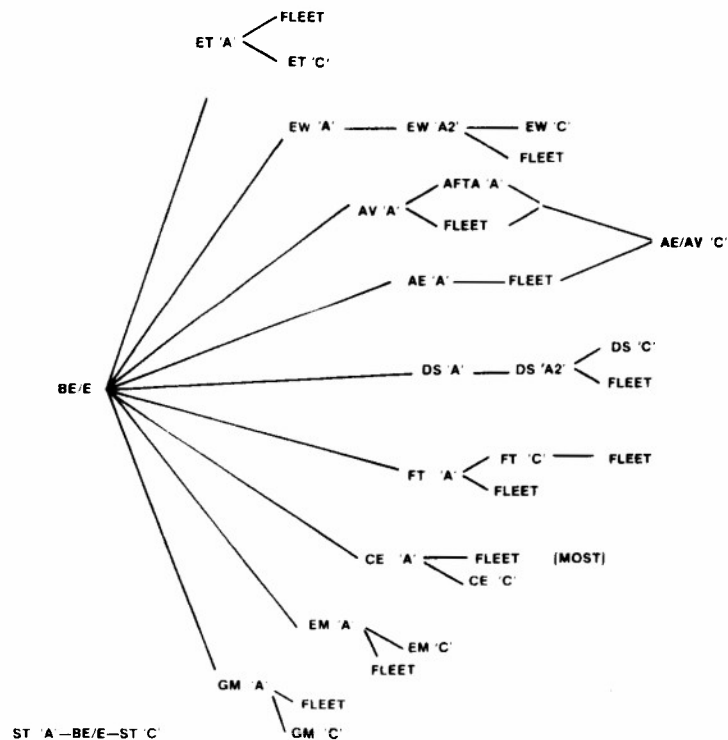 FLEET
ET 'A'
ET 'C'
EW 'A' EW 'A2' EW 'C'
FLEET
AFTA 'A'
AV 'A'
FLEET
AE/AV 'C'
AE 'A' FLEET
DS 'C'
DS 'A' DS 'A2'
FLEET
BE/E
FT 'C' FLEET
FT 'A'
FLEET
CE 'A' FLEET (MOST)
CE 'C'
EM 'A'
EM 'C'
FLEET
GM 'A'
FLEET
ST 'A'—BE/E—ST 'C' GM 'C'